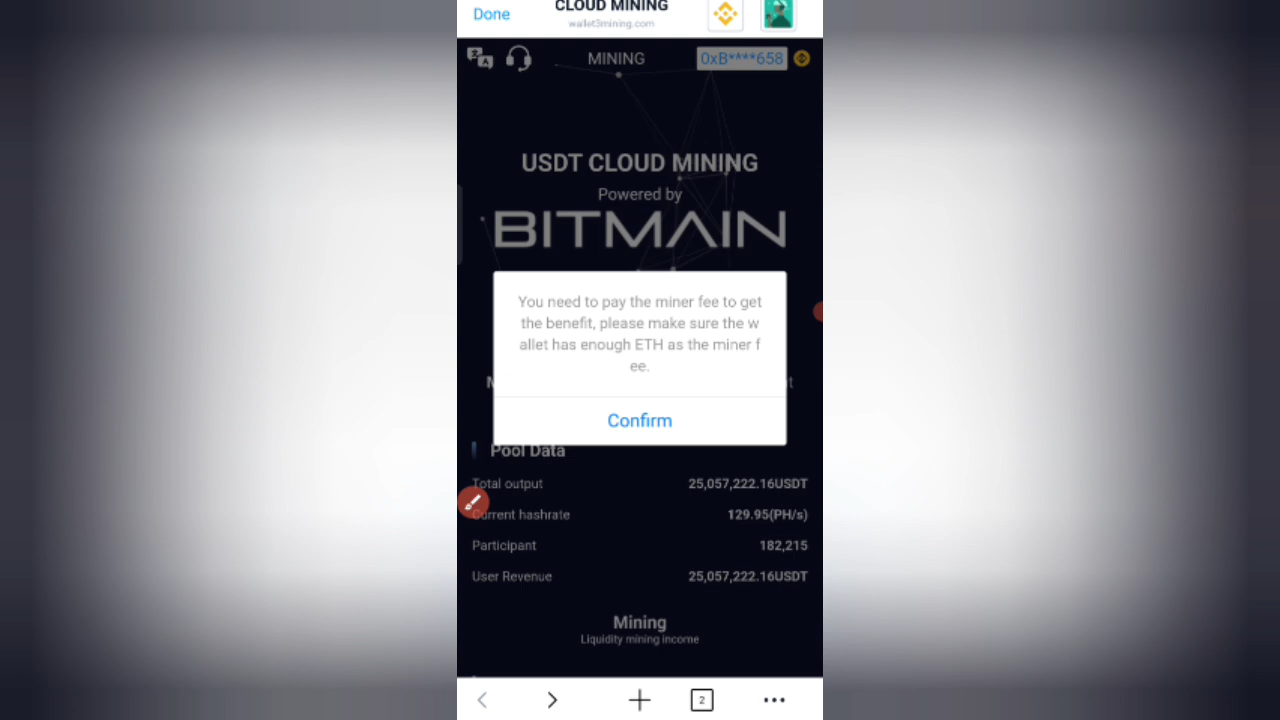 Done
CLOUD MINING
wallet3mining.com
MINING
0xB****658
USDT CLOUD MINING
Powered by
BITMAIN
You need to pay the miner fee to get
the benefit, please make sure the w
allet has enough ETH as the miner f
ee.
Confirm
Pool Data
Total output 25,057,222.16USDT
Current hashrate 129.95(PH/s)
Participant 182,215
User Revenue 25,057,222.16USDT
Mining
Liquidity mining income
2